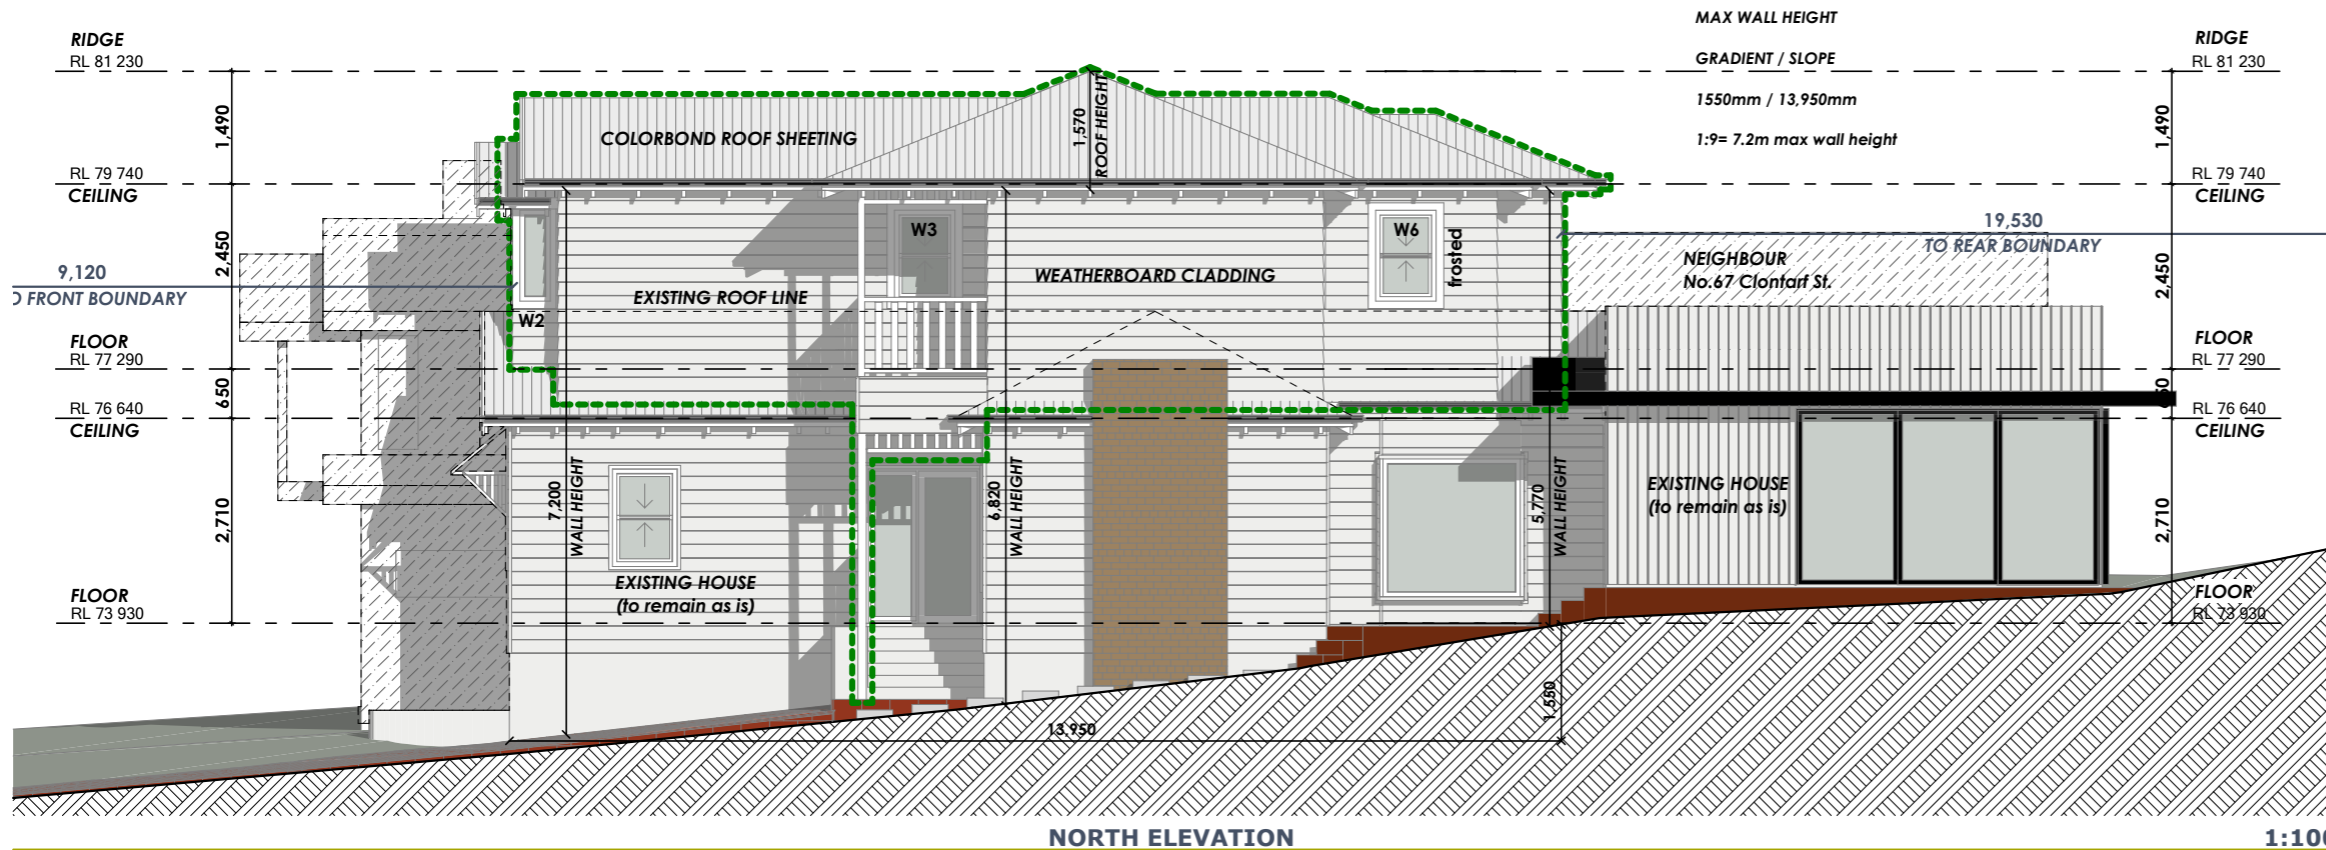 MAX WALL HEIGHT
GRADIENT / SLOPE
1550mm / 13,950mm
1:9= 7.2m max wall height
RIDGE
RL 81 230
1,490
RL 79 740
CEILING
2,450
9,120
O FRONT BOUNDARY
FLOOR
RL 77 290
650
RL 76 640
CEILING
2,710
FLOOR
RL 73 930
COLORBOND ROOF SHEETING
1,570
ROOF HEIGHT
W3
W6
frosted
WEATHERBOARD CLADDING
EXISTING ROOF LINE
W2
7,200
WALL HEIGHT
6,820
WALL HEIGHT
5,770
WALL HEIGHT
EXISTING HOUSE
(to remain as is)
13,950
1,550
RIDGE
RL 81 230
1,490
RL 79 740
CEILING
19,530
TO REAR BOUNDARY
NEIGHBOUR
No.67 Clontarf St.
2,450
FLOOR
RL 77 290
RL 76 640
CEILING
EXISTING HOUSE
(to remain as is)
2,710
FLOOR
RL 73 930
NORTH ELEVATION
1:100